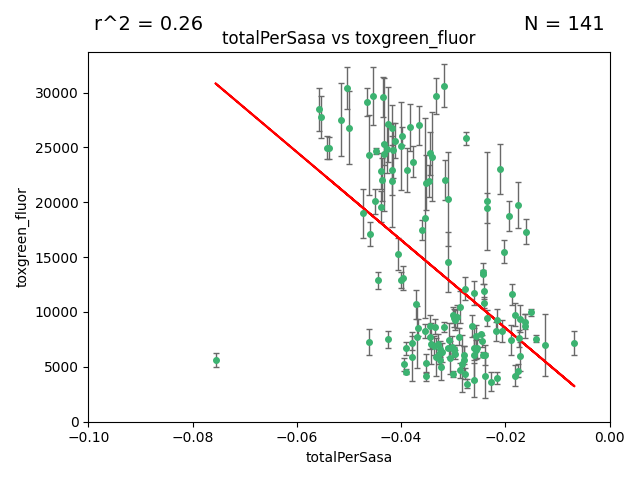 r^2 = 0.26
N = 141
totalPerSasa vs toxgreen_fluor
30000
25000
20000
15000
10000
5000
0
toxgreen_fluor
−0.10
−0.08
−0.06
−0.04
−0.02
0.00
totalPerSasa